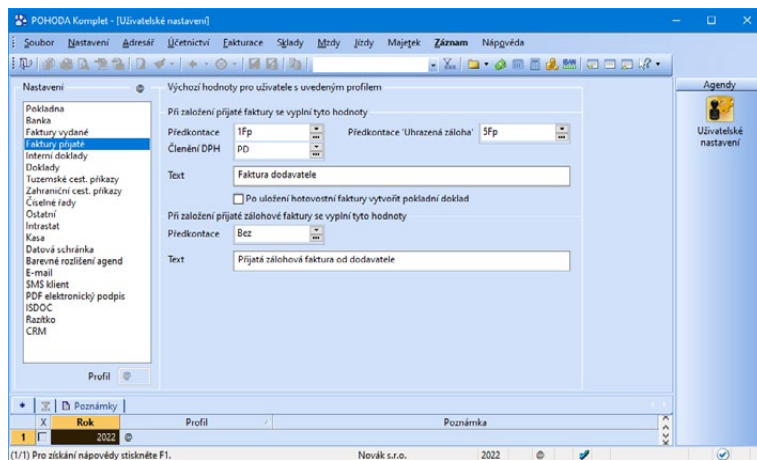 POHODA Komplet - [Uživatelské nastavení]
Soubor Nastavení Adresář Účetnictví Fakturace Sklady Mzdy Jízdy Majetek Záznam Nápověda
Nastavení @
Pokladna
Banka
Faktury vydané
Faktury přijaté
Interní doklady
Doklady
Tuzemské cest. příkazy
Zahraniční cest. příkazy
Číselné řady
Ostatní
Intrastat
Kasa
Datová schránka
Barevné rozlišení agend
E-mail
SMS klient
PDF elektronický podpis
ISDOC
Razítko
CRM
Profil @
Výchozí hodnoty pro uživatele s uvedeným profilem
Při založení přijaté faktury se vyplní tyto hodnoty
Předkontace 1Fp Předkontace 'Uhrazená záloha' 5Fp
Členění DPH PD
Text Faktura dodavatele
Po uložení hotovostní faktury vytvořit pokladní doklad
Při založení přijaté zálohové faktury se vyplní tyto hodnoty
Předkontace Bez
Text Přijatá zálohová faktura od dodavatele
Agendy
Uživatelské
nastavení
Poznámky
X Rok Profil Poznámka
1 2022 @
(1/1) Pro získání nápovědy stiskněte F1. Novák s.r.o. 2022 @